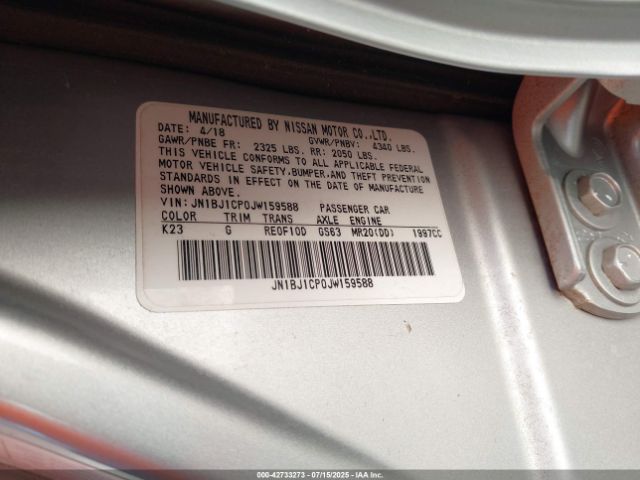 MANUFACTURED BY NISSAN MOTOR CO.,LTD.
DATE: 4/18 GVWR/PNBV: 4340 LBS.
GAWR/PNBE FR: 2325 LBS. RR: 2050 LBS.
THIS VEHICLE CONFORMS TO ALL APPLICABLE FEDERAL
MOTOR VEHICLE SAFETY,BUMPER,AND THEFT PREVENTION
STANDARDS IN EFFECT ON THE DATE OF MANUFACTURE
SHOWN ABOVE.
VIN: JN1BJ1CP0JW159588 PASSENGER CAR
COLOR TRIM TRANS AXLE ENGINE
K23 G RE0F10D GS63 MR20(DD) 1997CC
JN1BJ1CP0JW159588
000-42733273 07/15/2025 Copyright IAA, LLC